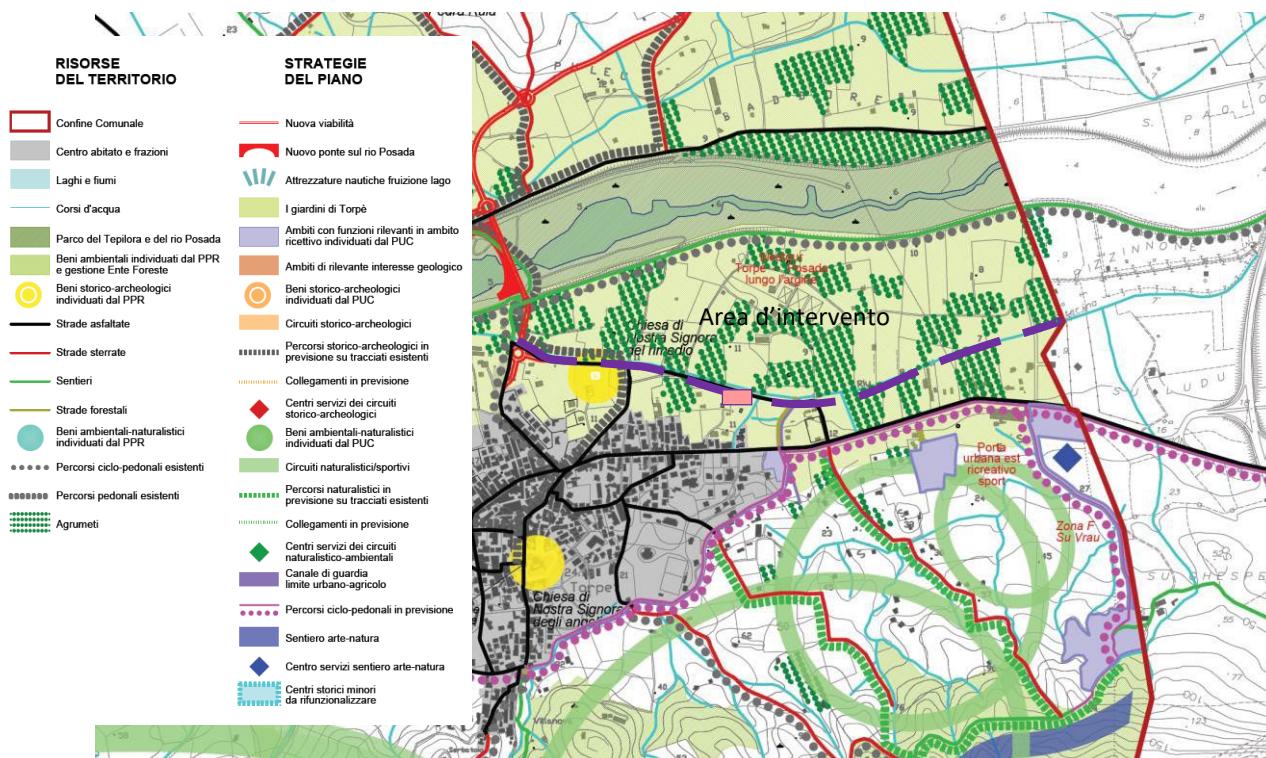 RISORSE
DEL TERRITORIO
Confine Comunale
Centro abitato e frazioni
Laghi e fiumi
Corsi d'acqua
Parco del Tepilora e del rio Posada
Beni ambientali individuati dal PPR
e gestione Ente Foreste
Beni storico-archeologici
individuati dal PPR
Strade asfaltate
Strade sterrate
Sentieri
Strade forestali
Beni ambientali-naturalistici
individuati dal PPR
Percorsi ciclo-pedonali esistenti
Percorsi pedonali esistenti
Agrumeti
STRATEGIE
DEL PIANO
Nuova viabilità
Nuovo ponte sul rio Posada
Attrezzature nautiche fruizione lago
I giardini di Torpè
Ambiti con funzioni rilevanti in ambito
ricettivo individuati dal PUC
Ambiti di rilevante interesse geologico
Beni storico-archeologici
individuati dal PUC
Circuiti storico-archeologici
Percorsi storico-archeologici in
previsione su tracciati esistenti
Collegamenti in previsione
Centri servizi dei circuiti
storico-archeologici
Beni ambientali-naturalistici
individuati dal PUC
Circuiti naturalistici/sportivi
Percorsi naturalistici in
previsione su tracciati esistenti
Collegamenti in previsione
Centri servizi dei circuiti
naturalistico-ambientali
Canale di guardia
limite urbano-agricolo
Percorsi ciclo-pedonali in previsione
Sentiero arte-natura
Centro servizi sentiero arte-natura
Centri storici minori
da rifunzionalizzare
23
PULEU
S. PAOLO
Torpè Posada
lungo l'argine
Area d'intervento
Chiesa di
Nostra Signora
del rimedio
Porta
urbana est
ricreativo
sport
Zona F
Su Vrau
Torpè
Chiesa di
Nostra Signora
degli angeli